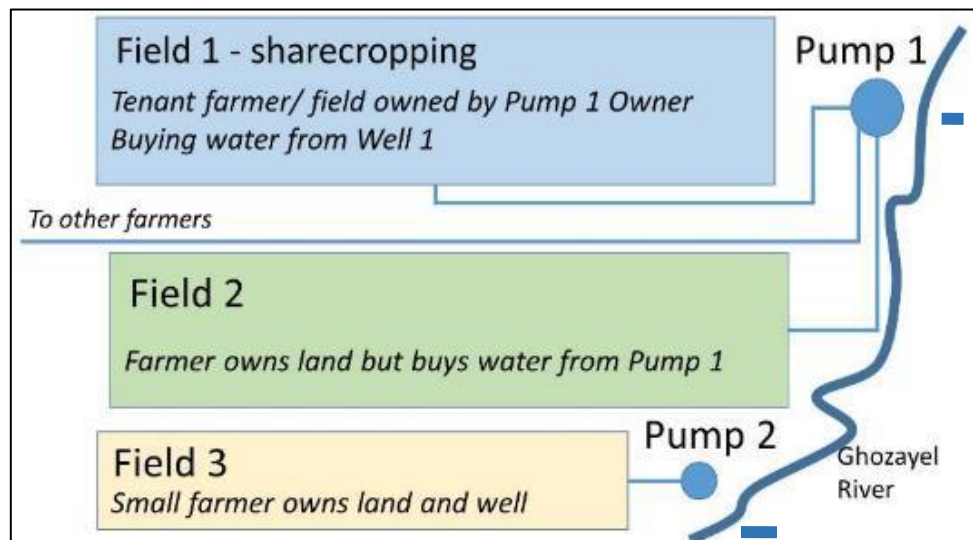 Field 1 - sharecropping
Pump 1
Tenant farmer/ field owned by Pump 1 Owner
Buying water from Well 1
To other farmers
Field 2
Farmer owns land but buys water from Pump 1
Pump 2
Field 3
Small farmer owns land and well
Ghozayel
River